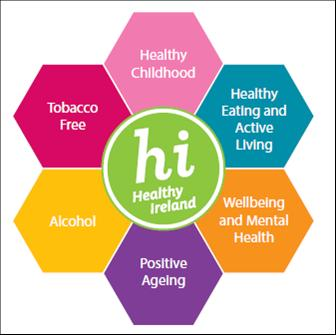 Healthy
Childhood
Healthy
Eating and
Active
Living
Wellbeing
and Mental
Health
Positive
Ageing
Alcohol
Tobacco
Free
hi
Healthy
Ireland